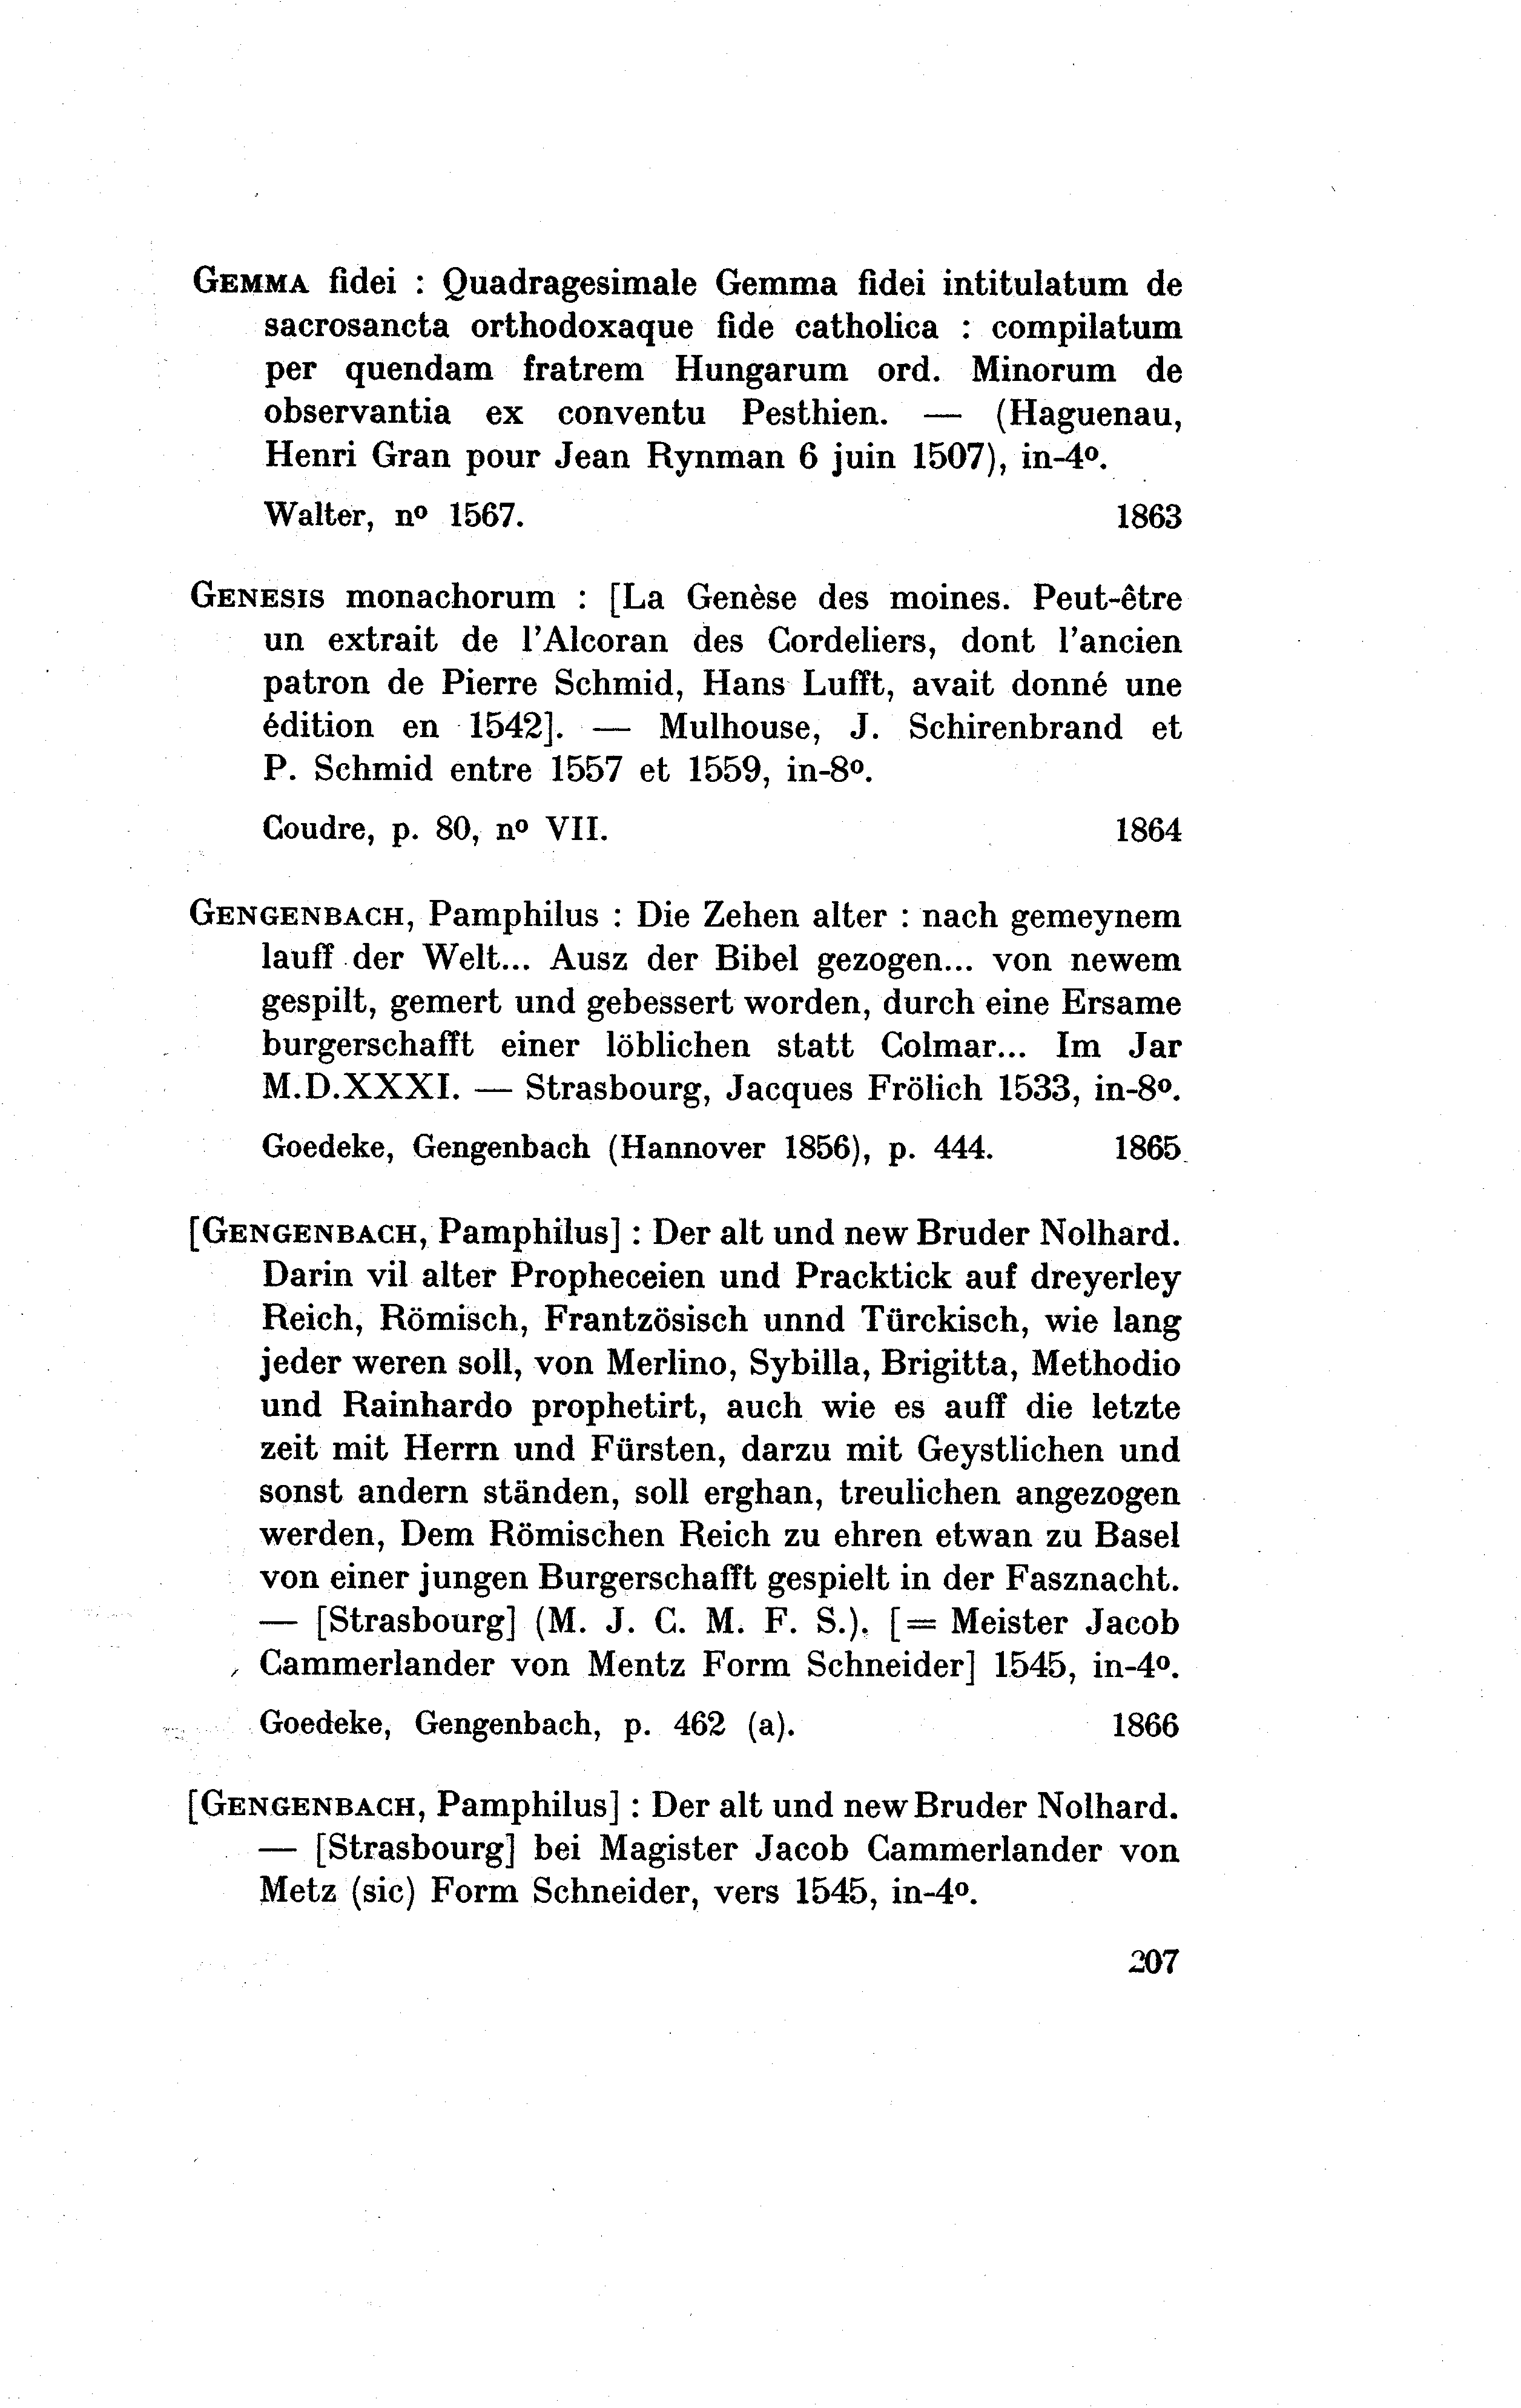 GEMMA fidei : Quadragesimale Gemma fidei intitulatum de
sacrosancta orthodoxaque fide catholica : compilatum
per quendam fratrem Hungarum ord. Minorum de
observantia ex conventu Pesthien. — (Haguenau,
Henri Gran pour Jean Rynman 6 juin 1507), in-4º.
Walter, nº 1567. 1863
GENESIS monachorum : [La Genèse des moines. Peut-être
un extrait de l'Alcoran des Cordeliers, dont l'ancien
patron de Pierre Schmid, Hans Lufft, avait donné une
édition en 1542]. — Mulhouse, J. Schirenbrand et
P. Schmid entre 1557 et 1559, in-8º.
Coudre, p. 80, nº VII. 1864
GENGENBACH, Pamphilus : Die Zehen alter : nach gemeynem
lauff der Welt... Ausz der Bibel gezogen... von newem
gespilt, gemert und gebessert worden, durch eine Ersame
burgerschafft einer löblichen statt Colmar... Im Jar
M.D.XXXI. — Strasbourg, Jacques Frölich 1533, in-8º.
Goedeke, Gengenbach (Hannover 1856), p. 444. 1865
[GENGENBACH, Pamphilus] : Der alt und new Bruder Nolhard.
Darin vil alter Propheceien und Pracktick auf dreyerley
Reich, Römisch, Frantzösisch unnd Türckisch, wie lang
jeder weren soll, von Merlino, Sybilla, Brigitta, Methodio
und Rainhardo prophetirt, auch wie es auff die letzte
zeit mit Herrn und Fürsten, darzu mit Geystlichen und
sonst andern ständen, soll erghan, treulichen angezogen
werden, Dem Römischen Reich zu ehren etwan zu Basel
von einer jungen Burgerschafft gespielt in der Fasznacht.
— [Strasbourg] (M. J. C. M. F. S.). [= Meister Jacob
Cammerlander von Mentz Form Schneider] 1545, in-4º.
Goedeke, Gengenbach, p. 462 (a). 1866
[GENGENBACH, Pamphilus] : Der alt und new Bruder Nolhard.
— [Strasbourg] bei Magister Jacob Cammerlander von
Metz (sic) Form Schneider, vers 1545, in-4º.
207